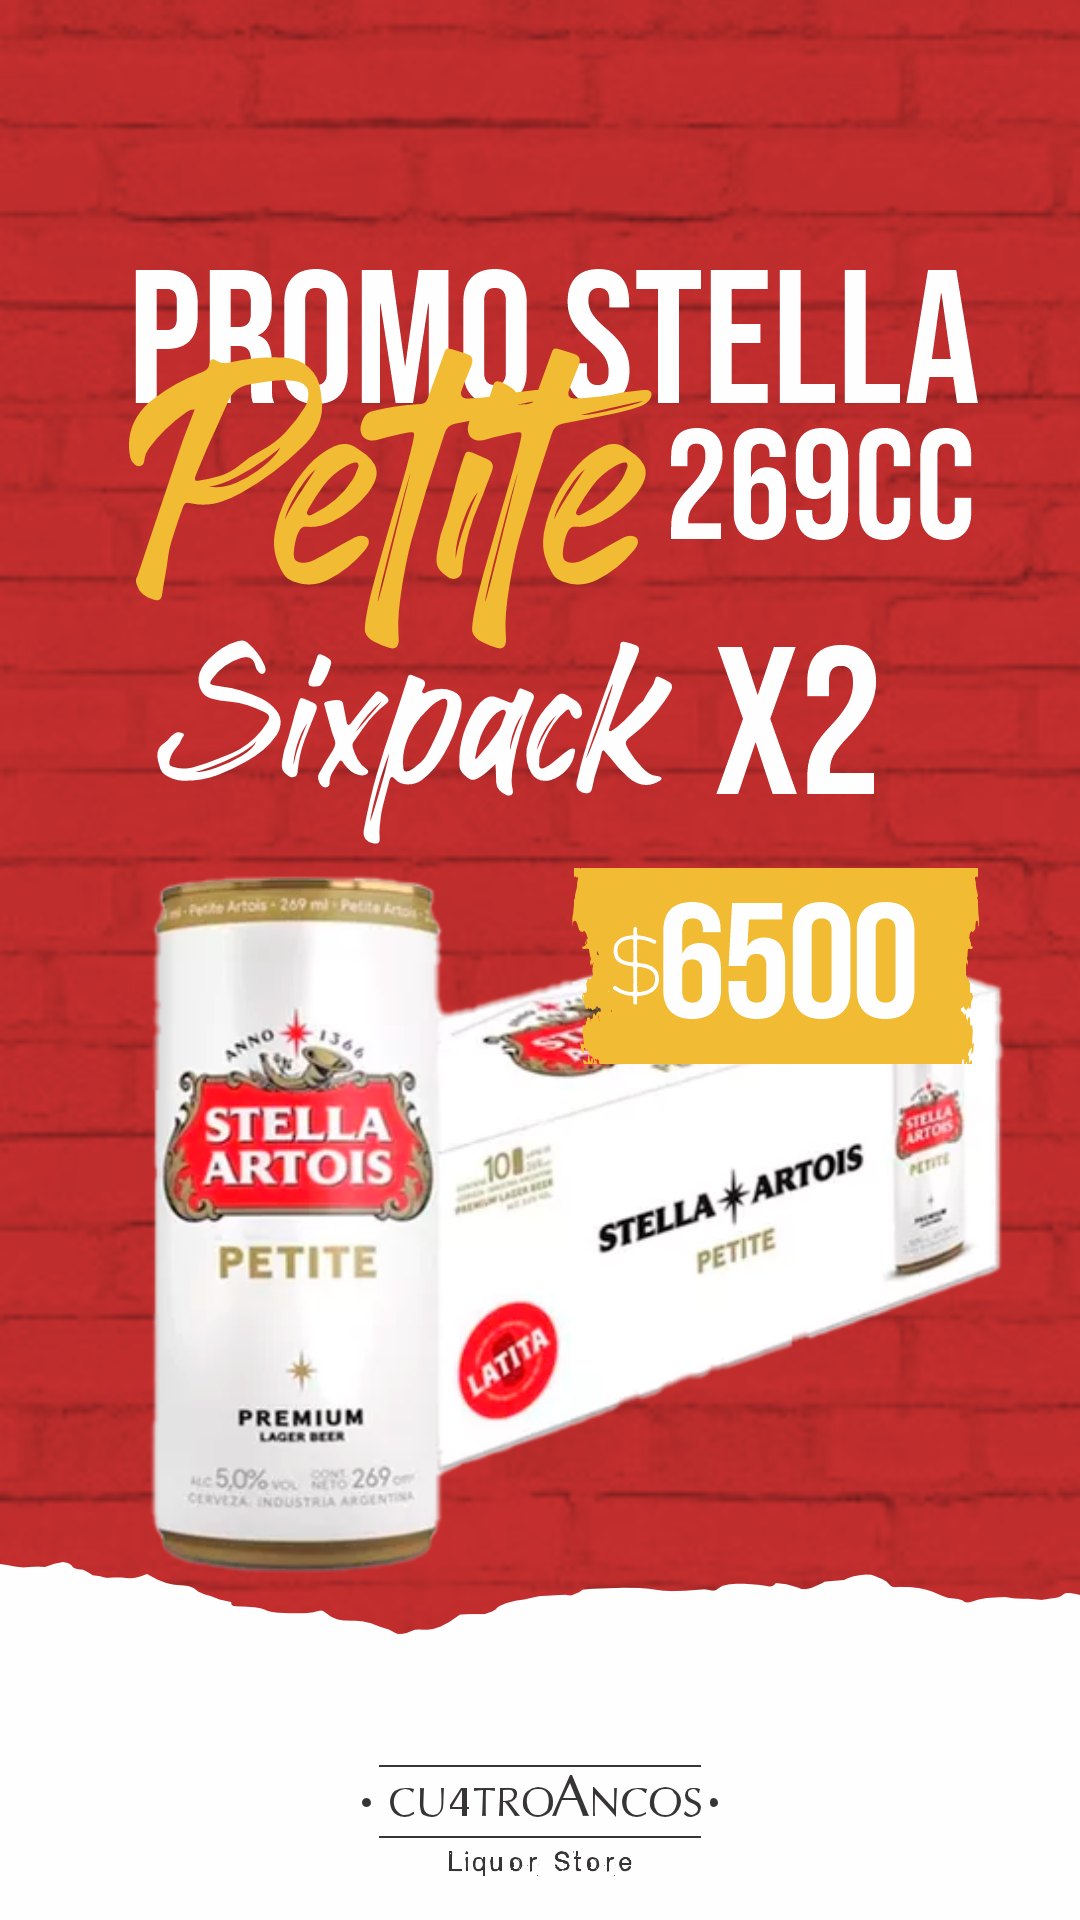 PROMO STELLA
Petite 269CC
Sixpack X2
$6500
Petite Artois - 269 ml - Petite Artois
ANNO 1366
STELLA
ARTOIS
PETITE
PREMIUM
LAGER BEER
ALC 5,0% VOL CONT. NETO 269 cm³
CERVEZA. INDUSTRIA ARGENTINA
10
PREMIUM LAGER BEER
STELLA ARTOIS
PETITE
LATITA
STELLA
ARTOIS
PETITE
PREMIUM
CU4TROANCOS
Liquor Store